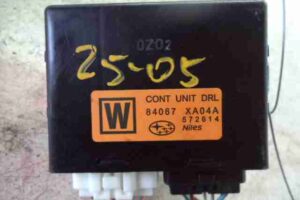 0Z02
25-05
W
CONT UNIT DRL
84067 XA04A
572614
Niles